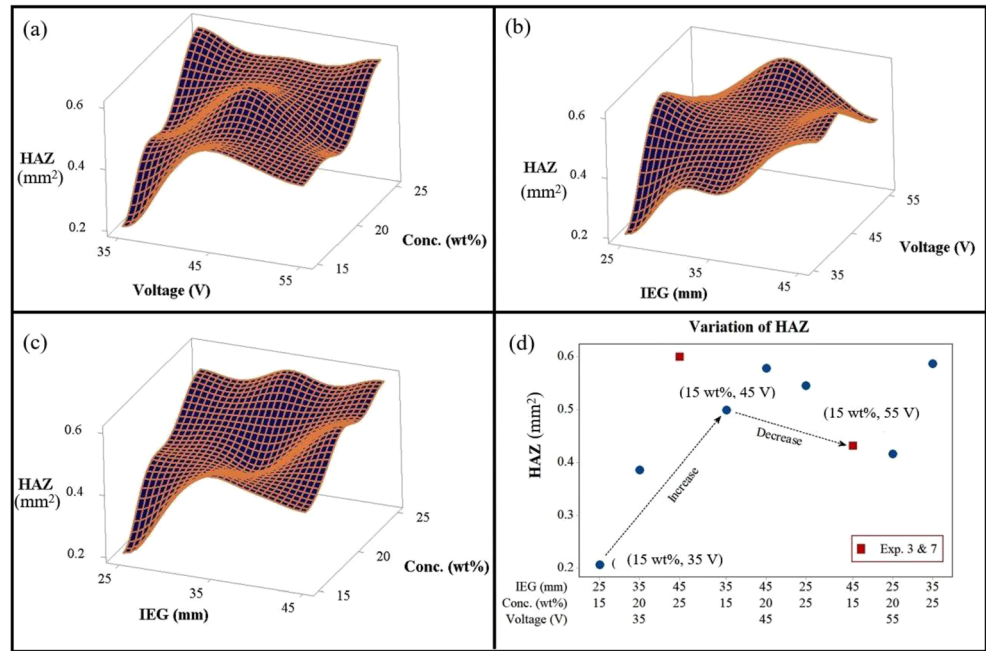 (a)
0.6
HAZ 0.4
(mm²)
0.2
35
45
55
Voltage (V)
15
20
25
Conc. (wt%)
(b)
0.6
HAZ 0.4
(mm²)
0.2
25
35
45
IEG (mm)
35
45
55
Voltage (V)
(c)
0.6
HAZ
(mm²) 0.4
0.2
25
35
45
IEG (mm)
15
20
25
Conc. (wt%)
(d)
Variation of HAZ
HAZ (mm²)
0.6
0.5
0.4
0.3
0.2
(15 wt%, 45 V)
(15 wt%, 55 V)
Decrease
Increase
( (15 wt%, 35 V)
Exp. 3 & 7
IEG (mm) 25 35 45 35 45 25 45 25 35
Conc. (wt%) 15 20 25 15 20 25 15 20 25
Voltage (V) 35 45 55